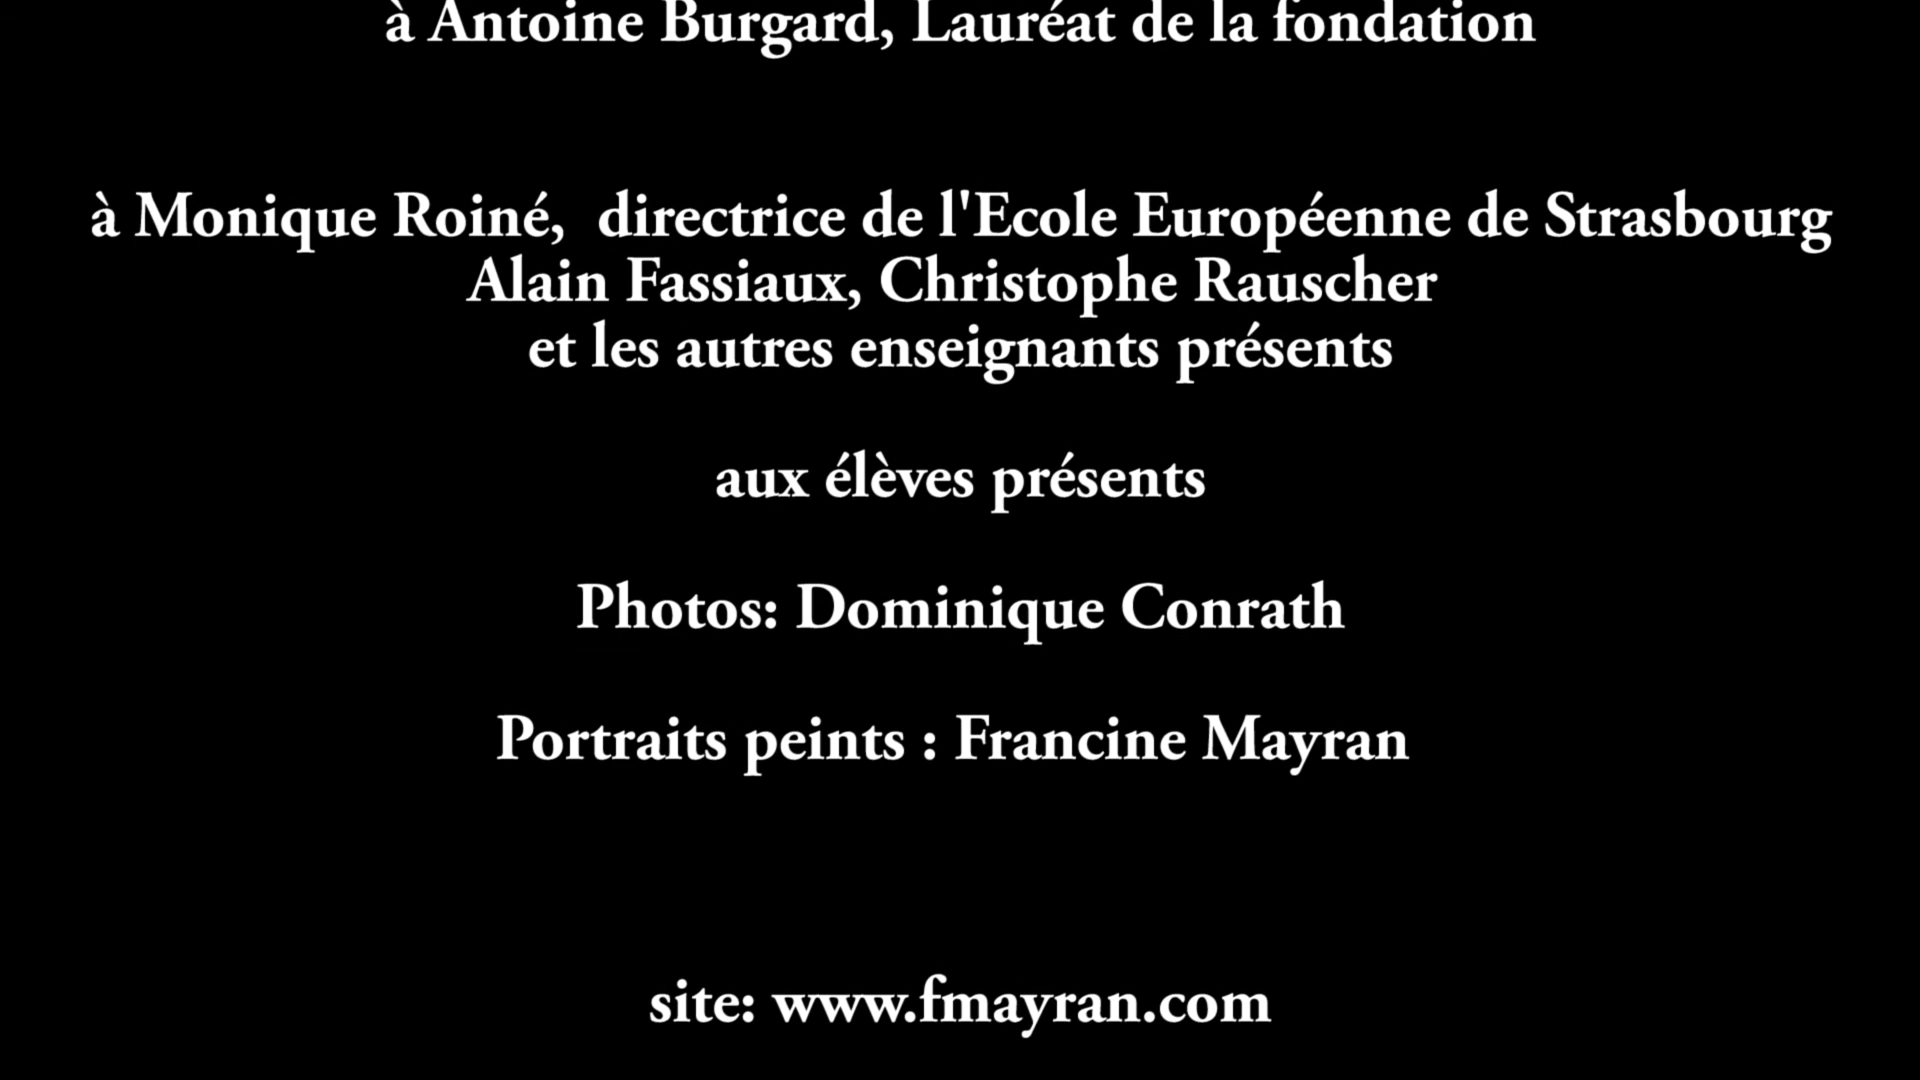 à Antoine Burgard, Lauréat de la fondation
à Monique Roiné,  directrice de l'Ecole Européenne de Strasbourg
Alain Fassiaux, Christophe Rauscher
et les autres enseignants présents
aux élèves présents
Photos: Dominique Conrath
Portraits peints : Francine Mayran
site: www.fmayran.com